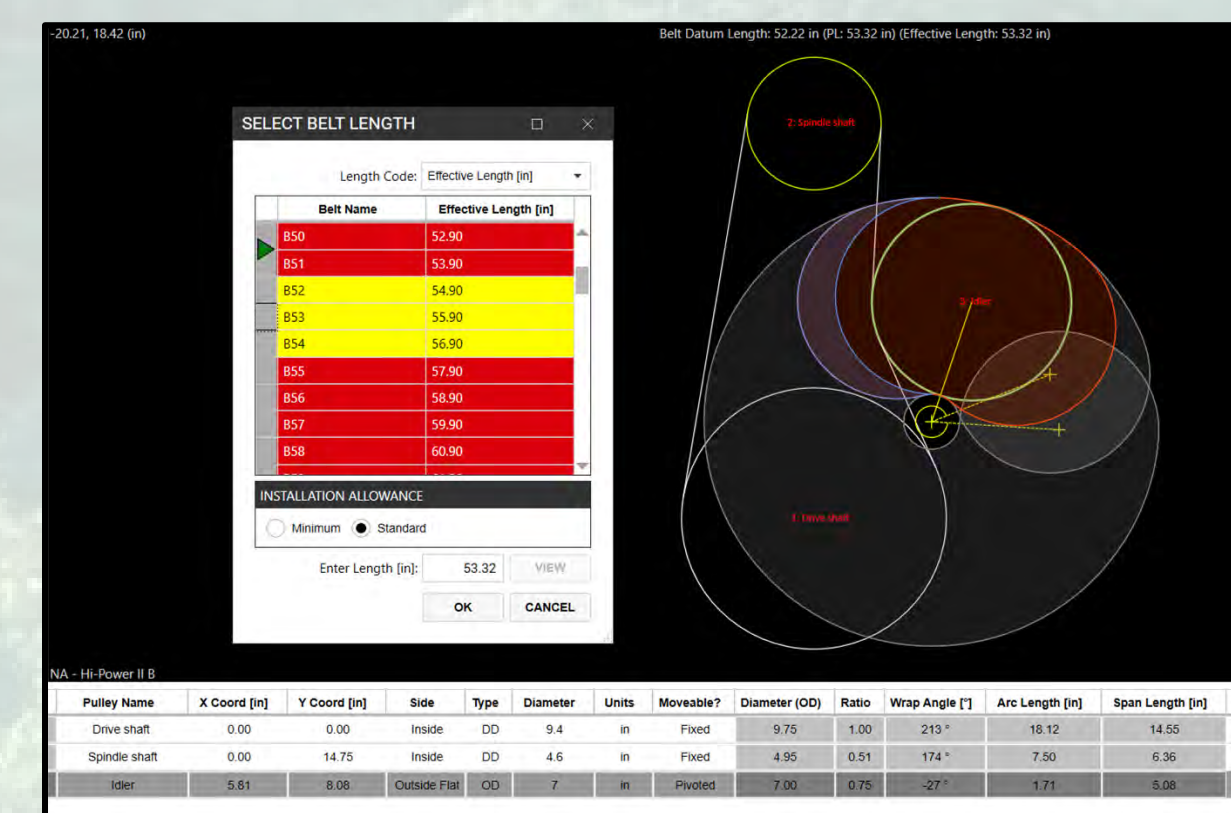 -20.21, 18.42 (in)
Belt Datum Length: 52.22 in (PL: 53.32 in) (Effective Length: 53.32 in)
2: Spindle shaft
3: Idler
1: Drive shaft
SELECT BELT LENGTH
Length Code: Effective Length [in]
Belt Name Effective Length [in]
B50 52.90
B51 53.90
B52 54.90
B53 55.90
B54 56.90
B55 57.90
B56 58.90
B57 59.90
B58 60.90
INSTALLATION ALLOWANCE
Minimum Standard
Enter Length [in]: 53.32 VIEW
OK CANCEL
NA - Hi-Power II B
Pulley Name X Coord [in] Y Coord [in] Side Type Diameter Units Moveable? Diameter (OD) Ratio Wrap Angle [°] Arc Length [in] Span Length [in]
Drive shaft 0.00 0.00 Inside DD 9.4 in Fixed 9.75 1.00 213 ° 18.12 14.55
Spindle shaft 0.00 14.75 Inside DD 4.6 in Fixed 4.95 0.51 174 ° 7.50 6.36
Idler 5.81 8.08 Outside Flat OD 7 in Pivoted 7.00 0.75 -27 ° 1.71 5.08